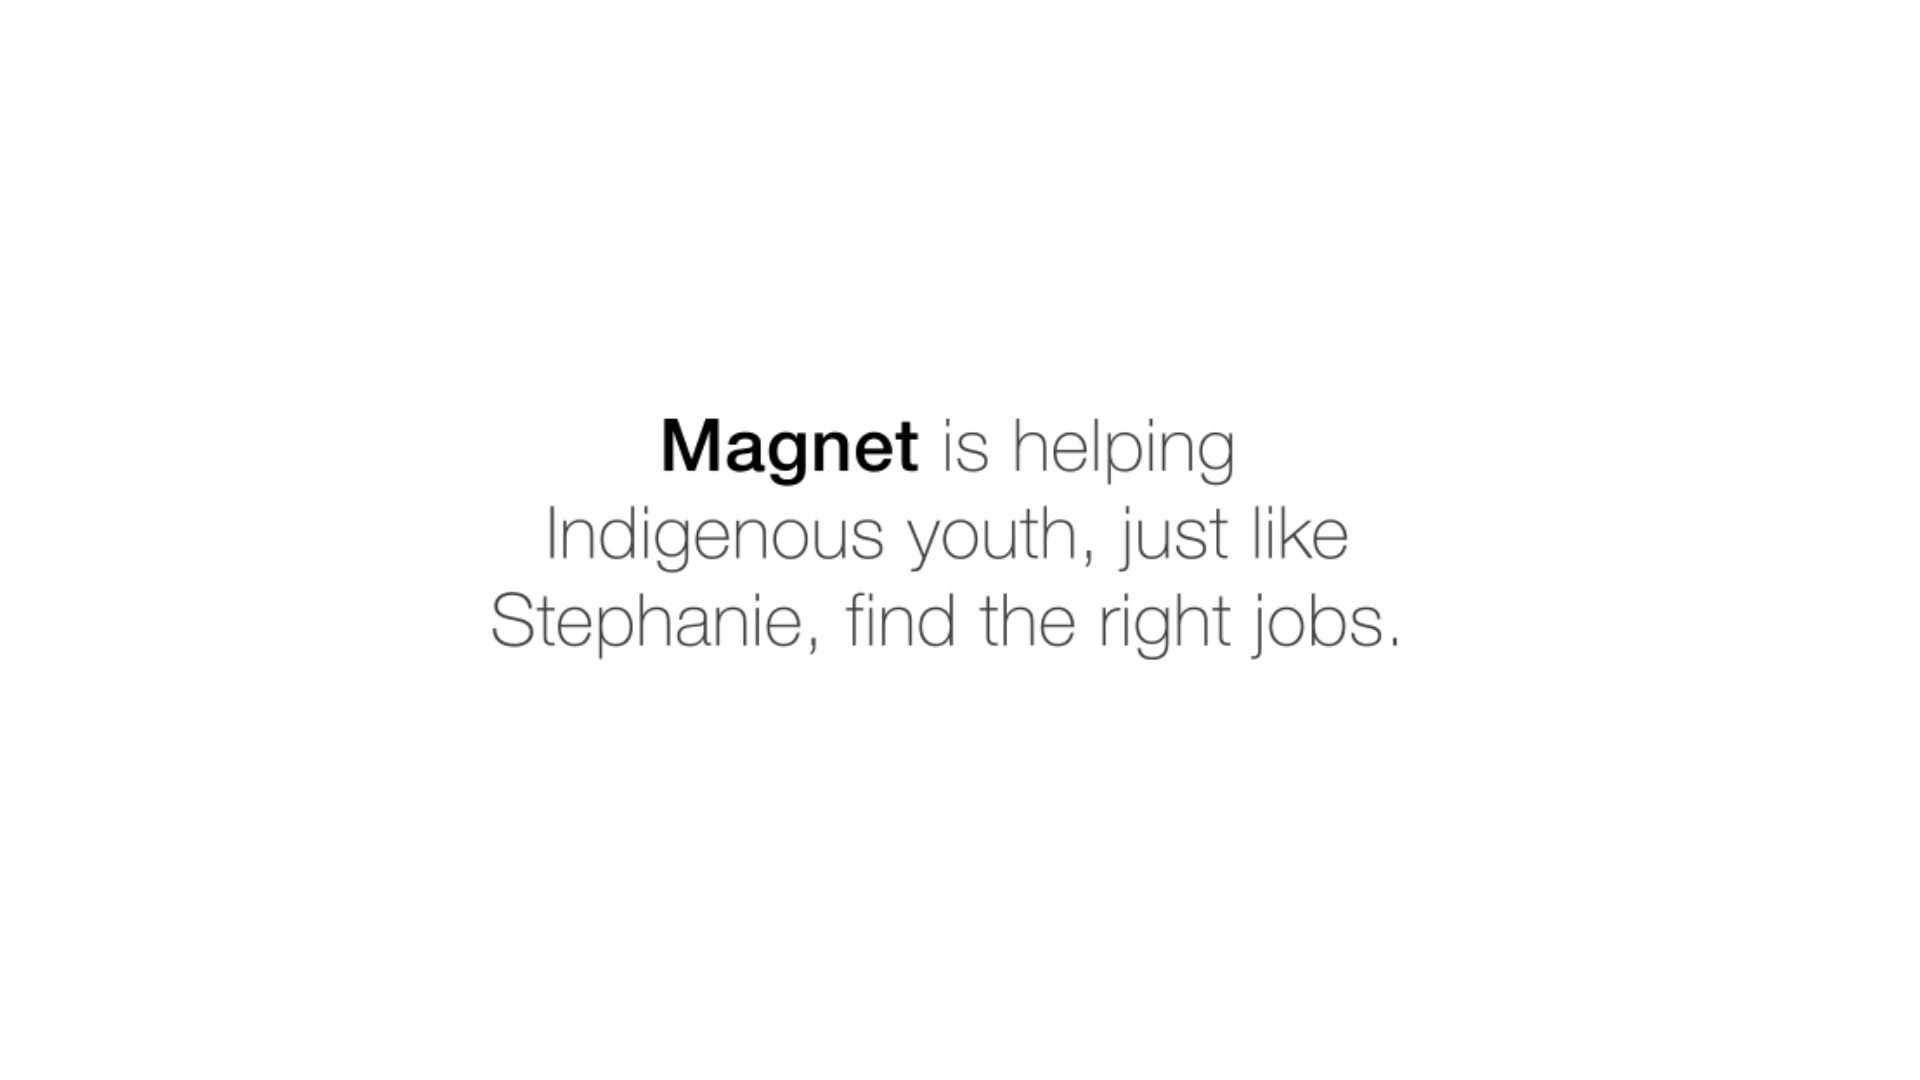 Magnet is helping
Indigenous youth, just like
Stephanie, find the right jobs.